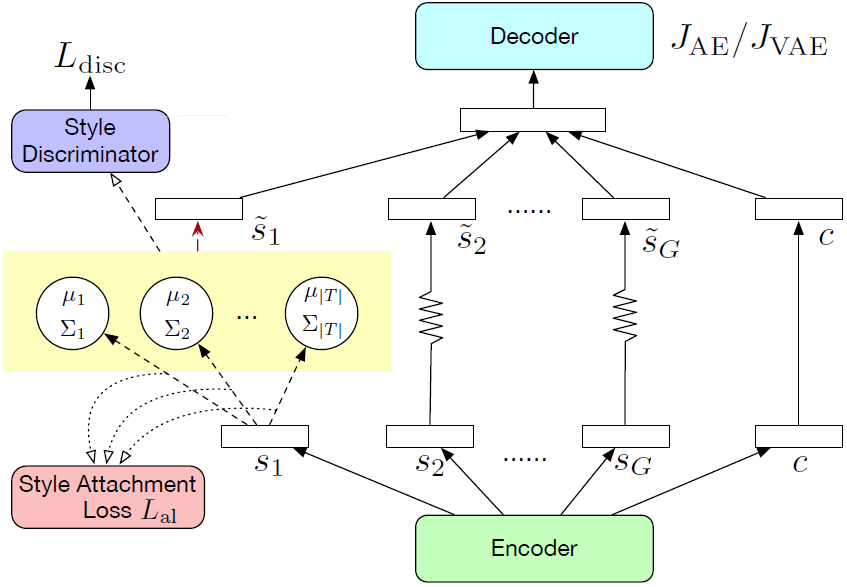 Decoder
J_AE/J_VAE
L_disc
Style
Discriminator
s̃_1
......
s̃_2
s̃_G
c
μ_1
Σ_1
μ_2
Σ_2
...
μ_|T|
Σ_|T|
s_1
s_2
......
s_G
c
Style Attachment
Loss L_al
Encoder